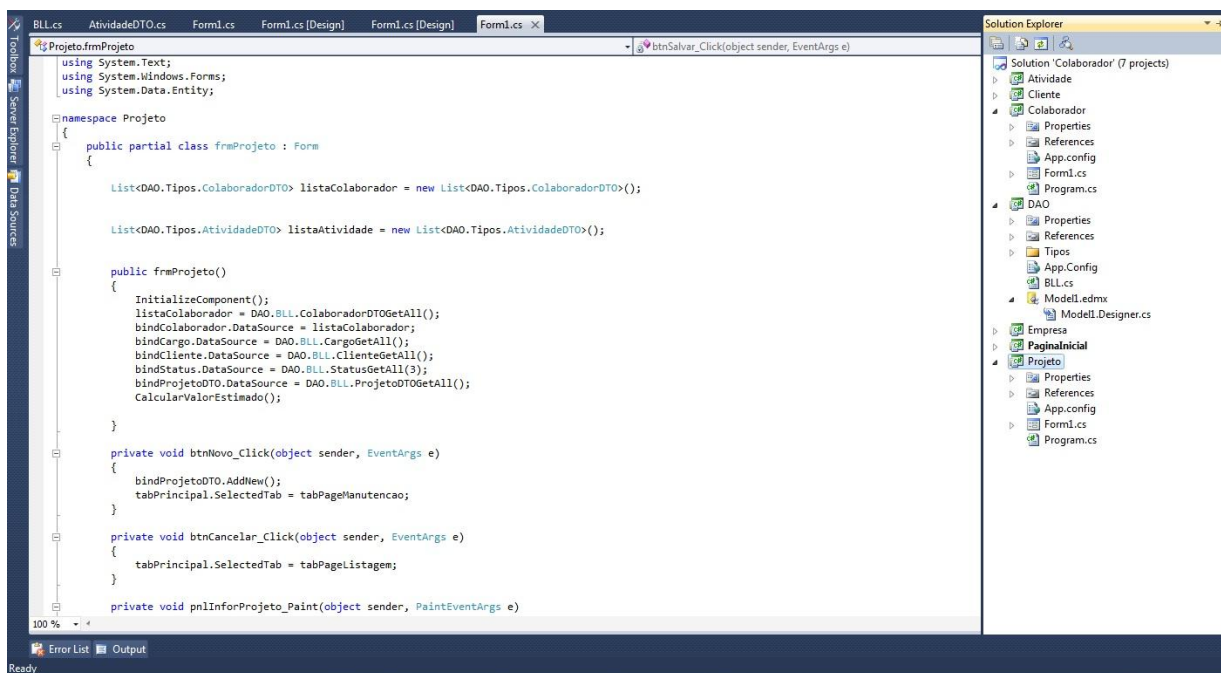 BLL.cs AtividadeDTO.cs Form1.cs Form1.cs [Design] Form1.cs [Design] Form1.cs
Projeto.frmProjeto btnSalvar_Click(object sender, EventArgs e)
using System.Text;
using System.Windows.Forms;
using System.Data.Entity;
namespace Projeto
{
public partial class frmProjeto : Form
{
List<DAO.Tipos.ColaboradorDTO> listaColaborador = new List<DAO.Tipos.ColaboradorDTO>();
List<DAO.Tipos.AtividadeDTO> listaAtividade = new List<DAO.Tipos.AtividadeDTO>();
public frmProjeto()
{
InitializeComponent();
listaColaborador = DAO.BLL.ColaboradorDTOGetAll();
bindColaborador.DataSource = listaColaborador;
bindCargo.DataSource = DAO.BLL.CargoGetAll();
bindCliente.DataSource = DAO.BLL.ClienteGetAll();
bindStatus.DataSource = DAO.BLL.StatusGetAll(3);
bindProjetoDTO.DataSource = DAO.BLL.ProjetoDTOGetAll();
CalcularValorEstimado();
}
private void btnNovo_Click(object sender, EventArgs e)
{
bindProjetoDTO.AddNew();
tabPrincipal.SelectedTab = tabPageManutencao;
}
private void btnCancelar_Click(object sender, EventArgs e)
{
tabPrincipal.SelectedTab = tabPageListagem;
}
private void pnlInforProjeto_Paint(object sender, PaintEventArgs e)
100 %
Error List Output
Ready
Toolbox
Server Explorer
Data Sources
Solution Explorer
Solution 'Colaborador' (7 projects)
Atividade
Cliente
Colaborador
Properties
References
App.config
Form1.cs
Program.cs
DAO
Properties
References
Tipos
App.Config
BLL.cs
Model1.edmx
Model1.Designer.cs
Empresa
PaginaInicial
Projeto
Properties
References
App.config
Form1.cs
Program.cs